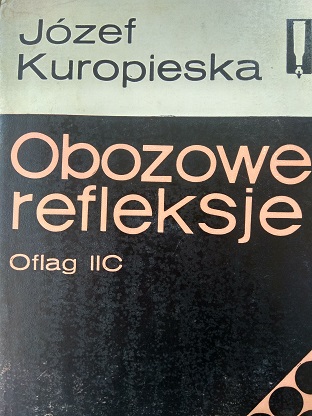 Józef
Kuropieska
Obozowe
refleksje
Oflag IIC